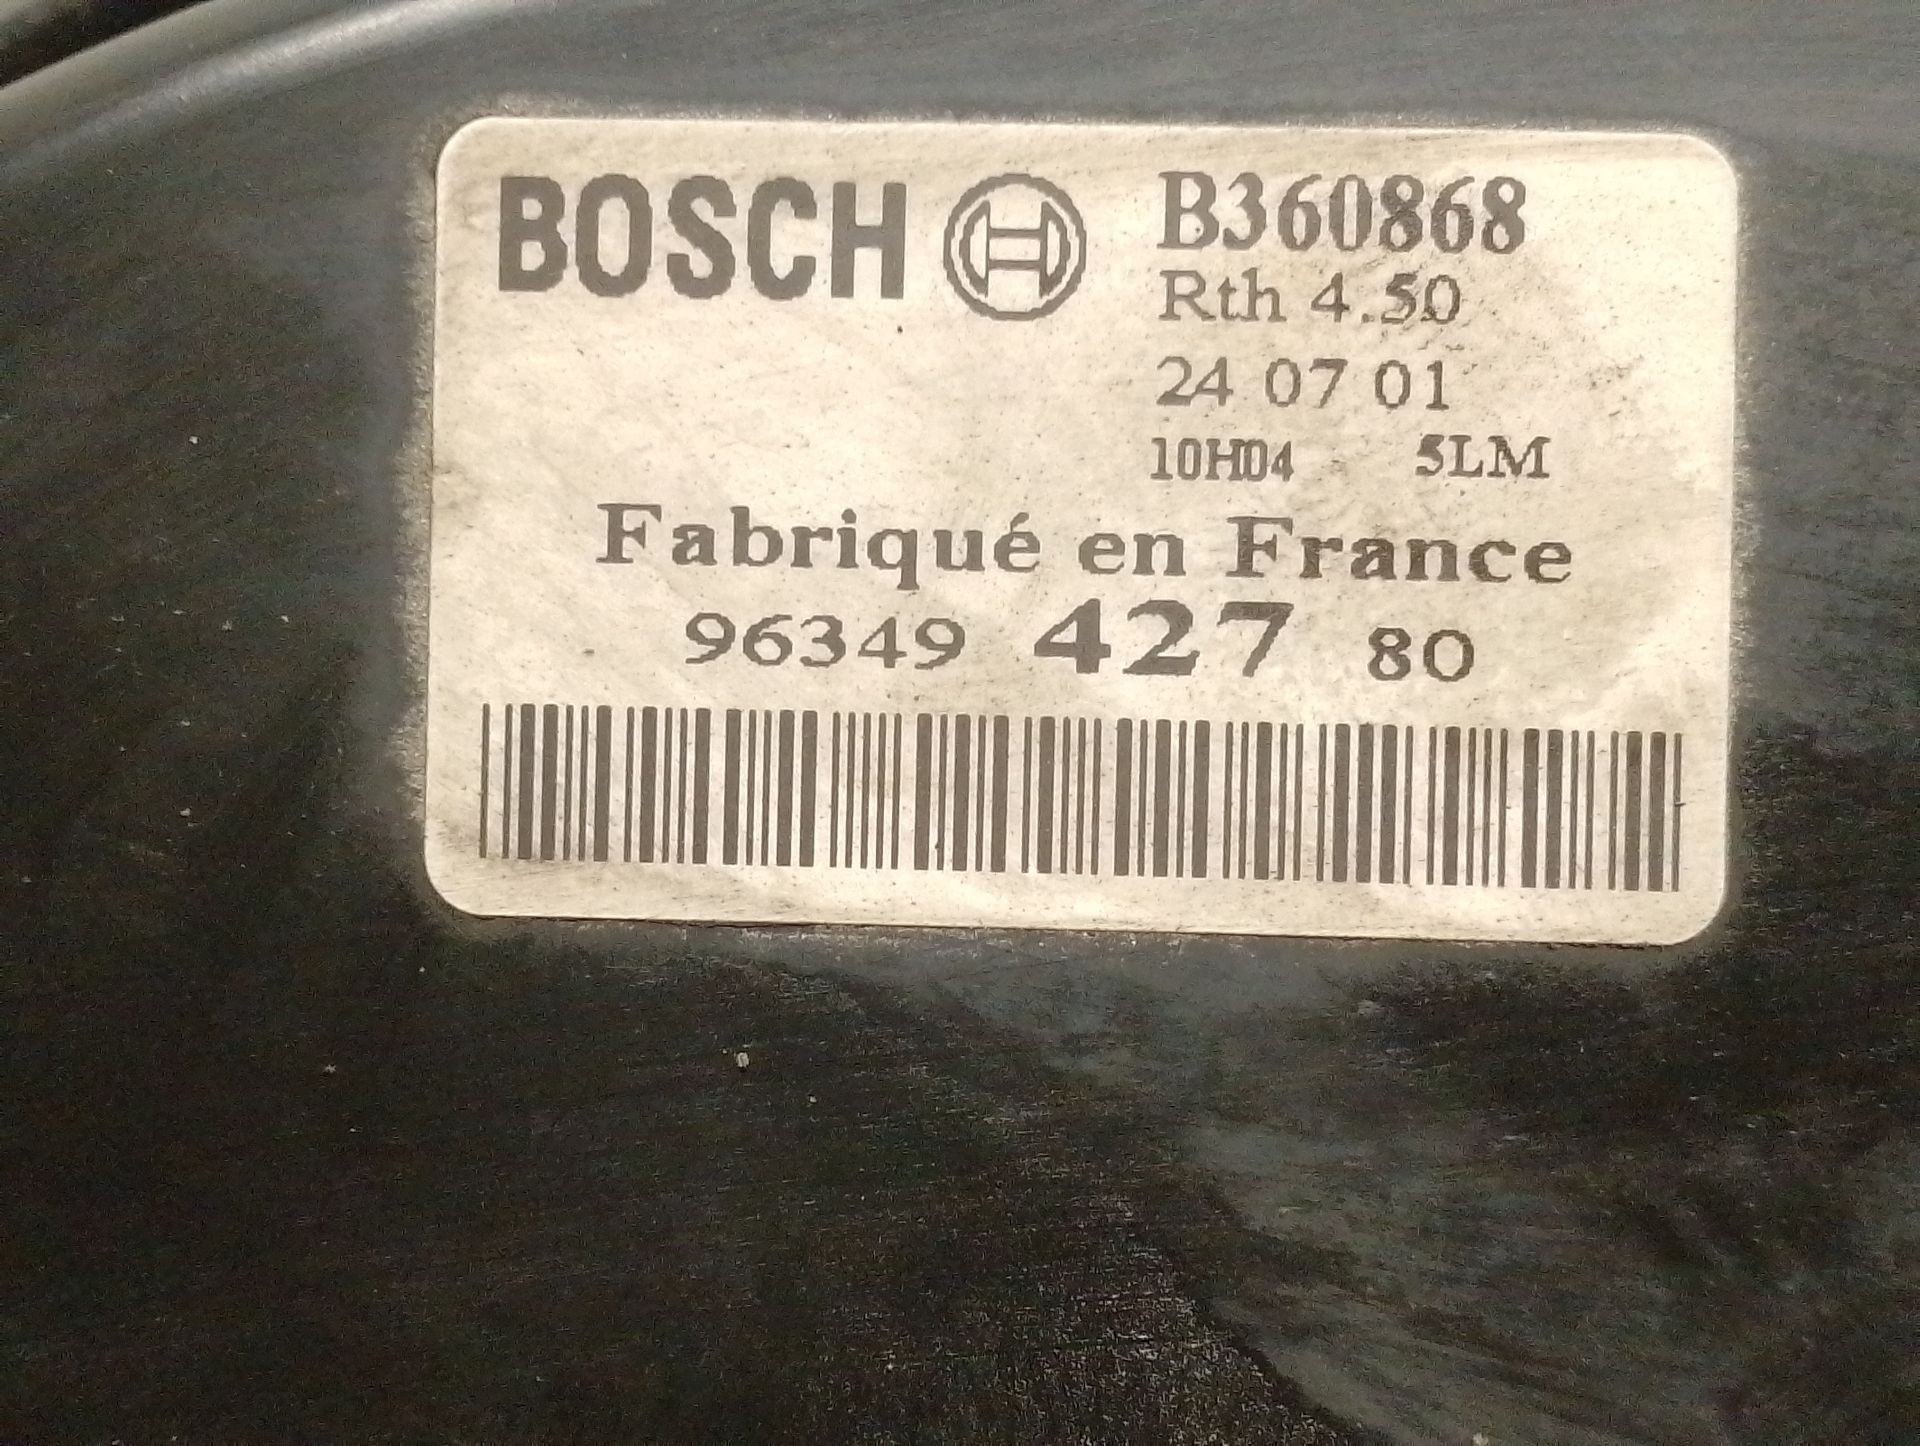 BOSCH B360868
Rth 4.50
24 07 01
10H04 5LM
Fabriqué en France
96349 427 80